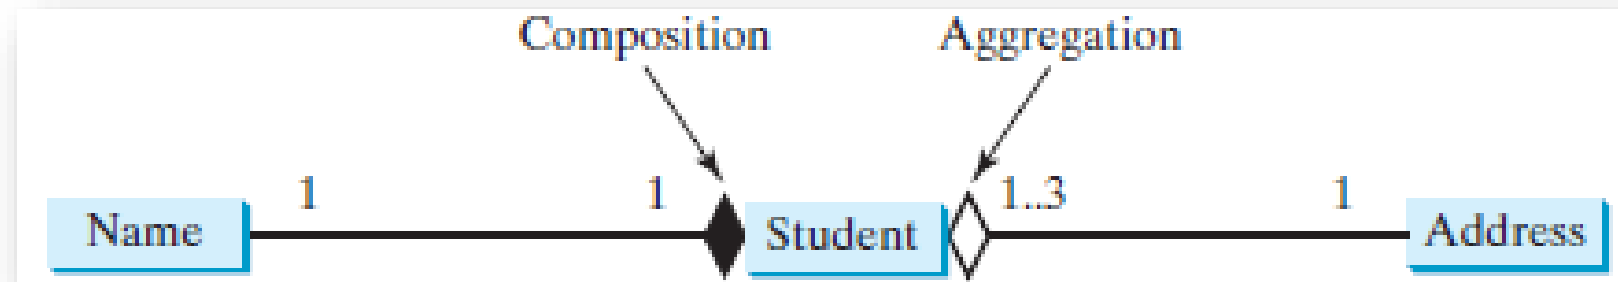 Composition Aggregation
1 1 1..3 1
Name Student Address